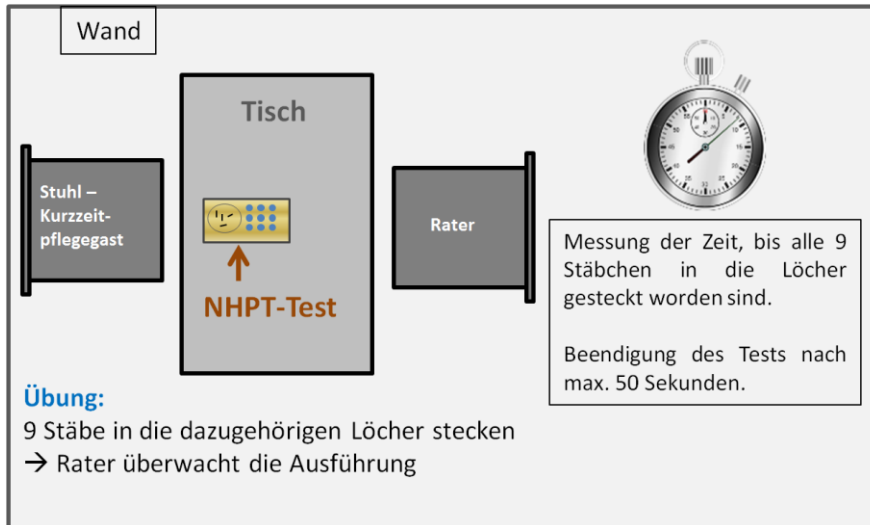 Wand
Tisch
Stuhl –
Kurzzeit-
pflegegast
Rater
NHPT-Test
Messung der Zeit, bis alle 9
Stäbchen in die Löcher
gesteckt worden sind.
Beendigung des Tests nach
max. 50 Sekunden.
Übung:
9 Stäbe in die dazugehörigen Löcher stecken
→ Rater überwacht die Ausführung